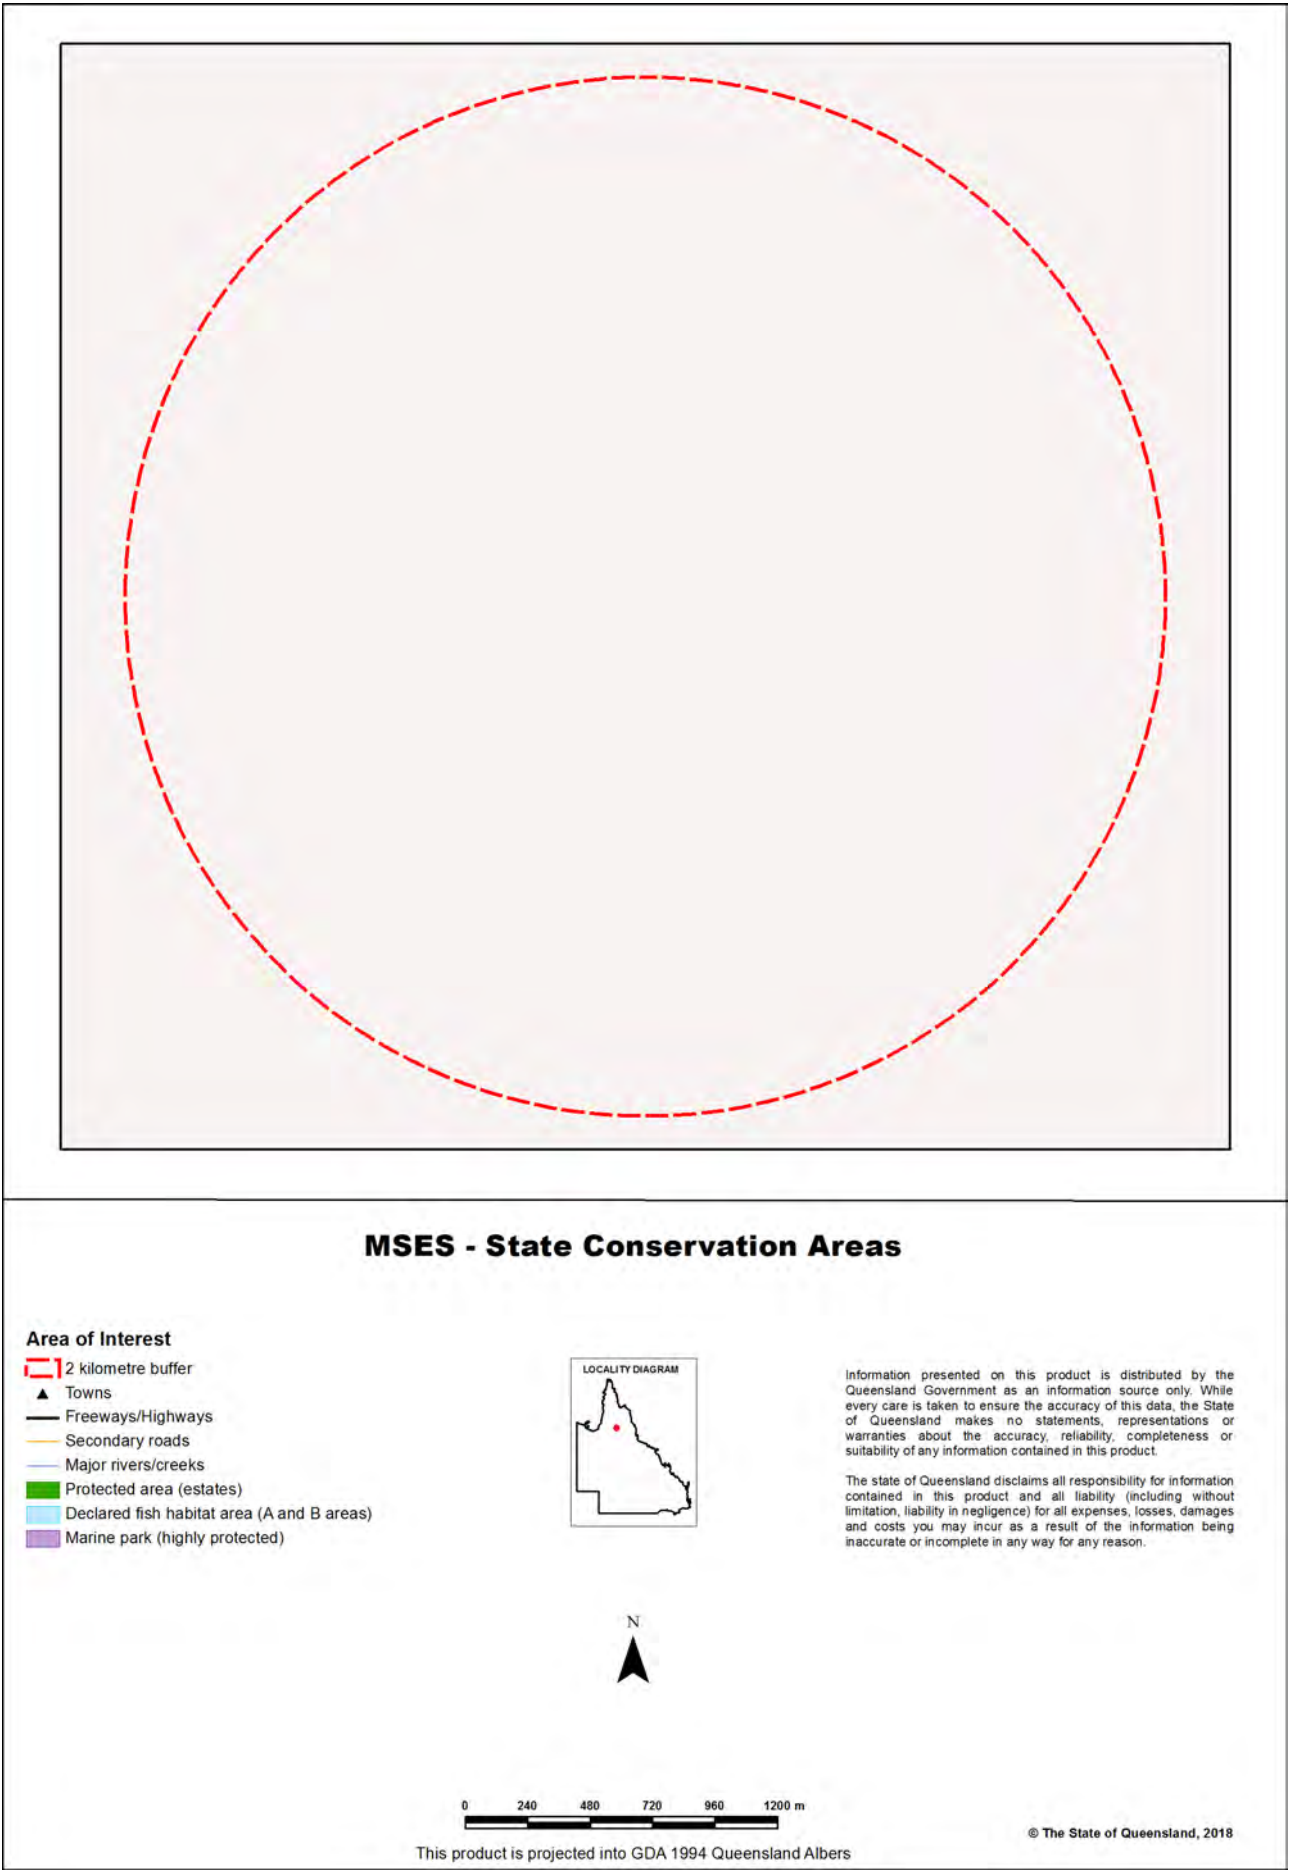 MSES - State Conservation Areas
Area of Interest
2 kilometre buffer
Towns
Freeways/Highways
Secondary roads
Major rivers/creeks
Protected area (estates)
Declared fish habitat area (A and B areas)
Marine park (highly protected)
LOCALITY DIAGRAM
Information presented on this product is distributed by the
Queensland Government as an information source only. While
every care is taken to ensure the accuracy of this data, the State
of Queensland makes no statements, representations or
warranties about the accuracy, reliability, completeness or
suitability of any information contained in this product.
The state of Queensland disclaims all responsibility for information
contained in this product and all liability (including without
limitation, liability in negligence) for all expenses, losses, damages
and costs you may incur as a result of the information being
inaccurate or incomplete in any way for any reason.
N
0 240 480 720 960 1200 m
This product is projected into GDA 1994 Queensland Albers
© The State of Queensland, 2018